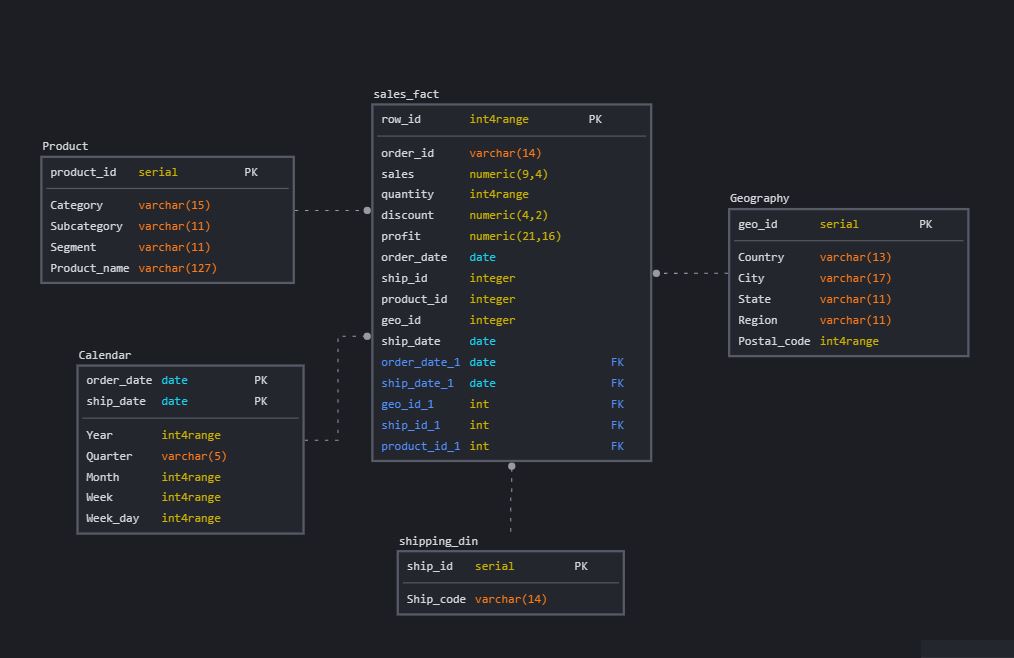 sales_fact
row_id int4range PK
order_id varchar(14)
sales numeric(9,4)
quantity int4range
discount numeric(4,2)
profit numeric(21,16)
order_date date
ship_id integer
product_id integer
geo_id integer
ship_date date
order_date_1 date FK
ship_date_1 date FK
geo_id_1 int FK
ship_id_1 int FK
product_id_1 int FK
Product
product_id serial PK
Category varchar(15)
Subcategory varchar(11)
Segment varchar(11)
Product_name varchar(127)
Geography
geo_id serial PK
Country varchar(13)
City varchar(17)
State varchar(11)
Region varchar(11)
Postal_code int4range
Calendar
order_date date PK
ship_date date PK
Year int4range
Quarter varchar(5)
Month int4range
Week int4range
Week_day int4range
shipping_din
ship_id serial PK
Ship_code varchar(14)